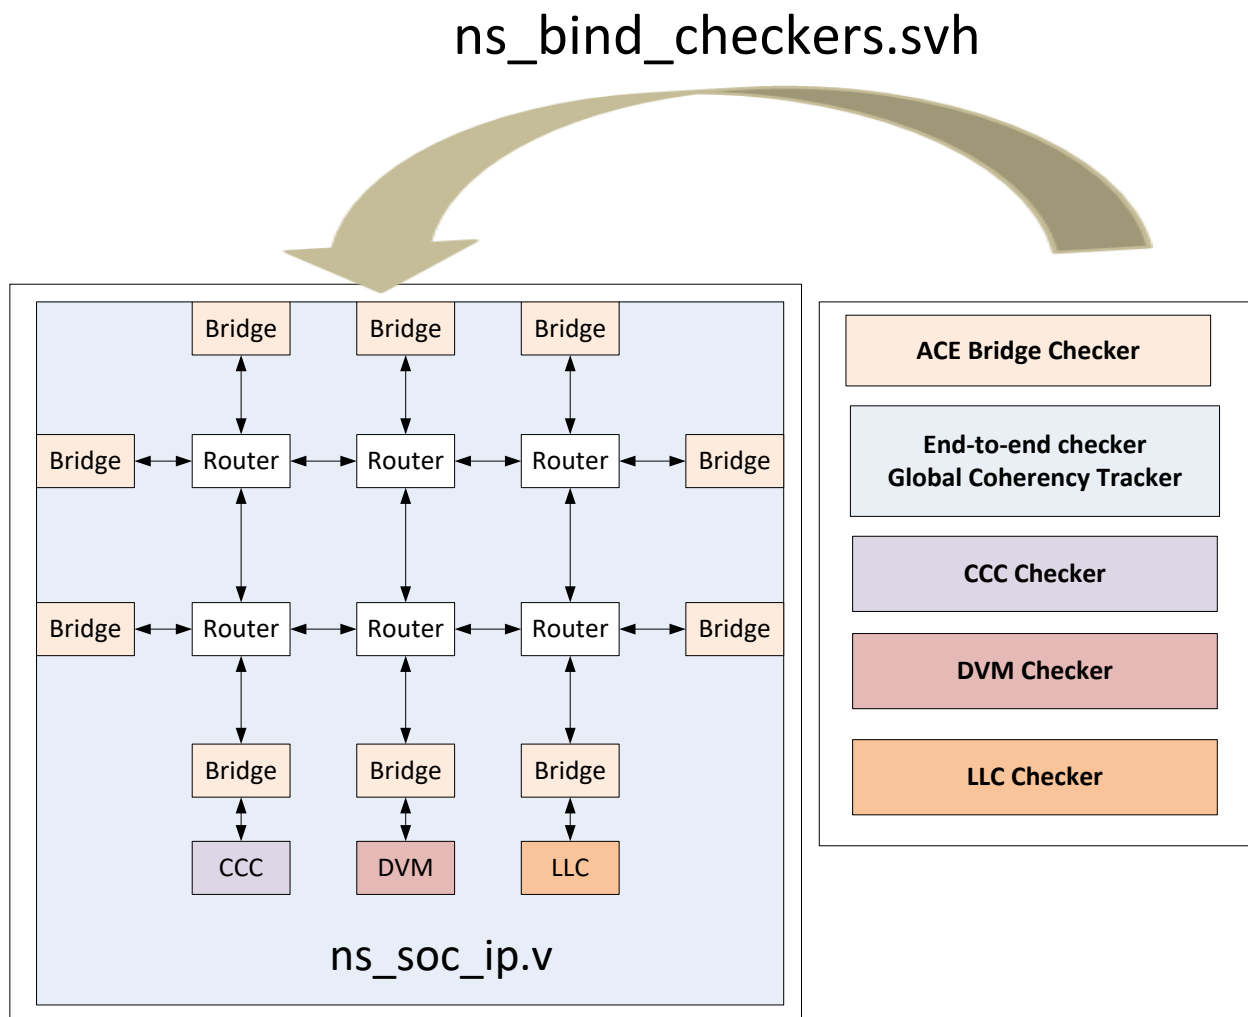 ns_bind_checkers.svh
Bridge Bridge Bridge
Bridge Router Router Router Bridge
Bridge Router Router Router Bridge
Bridge Bridge Bridge
CCC DVM LLC
ns_soc_ip.v
ACE Bridge Checker
End-to-end checker
Global Coherency Tracker
CCC Checker
DVM Checker
LLC Checker